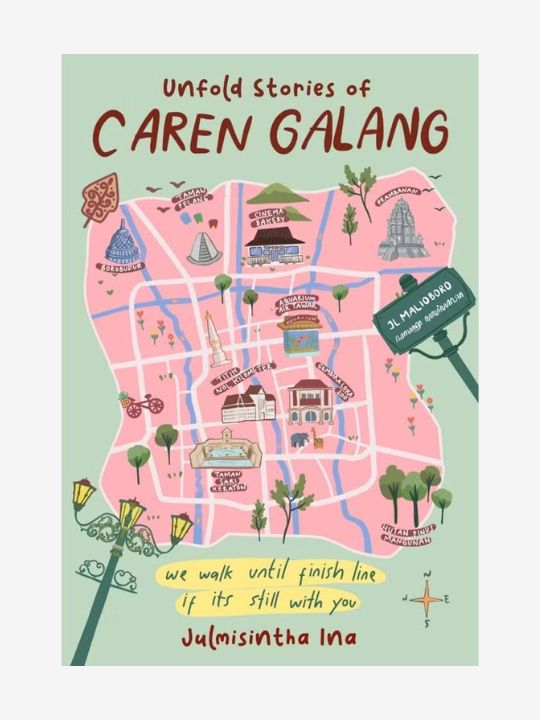 Unfold Stories of
CAREN GALANG
TAMAN
PELANGI
CINEMA
BAKERY
PRAMBANAN
BOROBUDUR
JL MALIOBORO
AQUARIUM
AIR TAWAR
AQUARIUM
TITIK
NOL KILOMETER
GEMBIRA LOKA
ZOO
TAMAN
SARI
KERATON
HUTAN PINUS
MANGUNAN
we walk until finish line
if its still with you
N
W
E
S
Julmisintha Ina